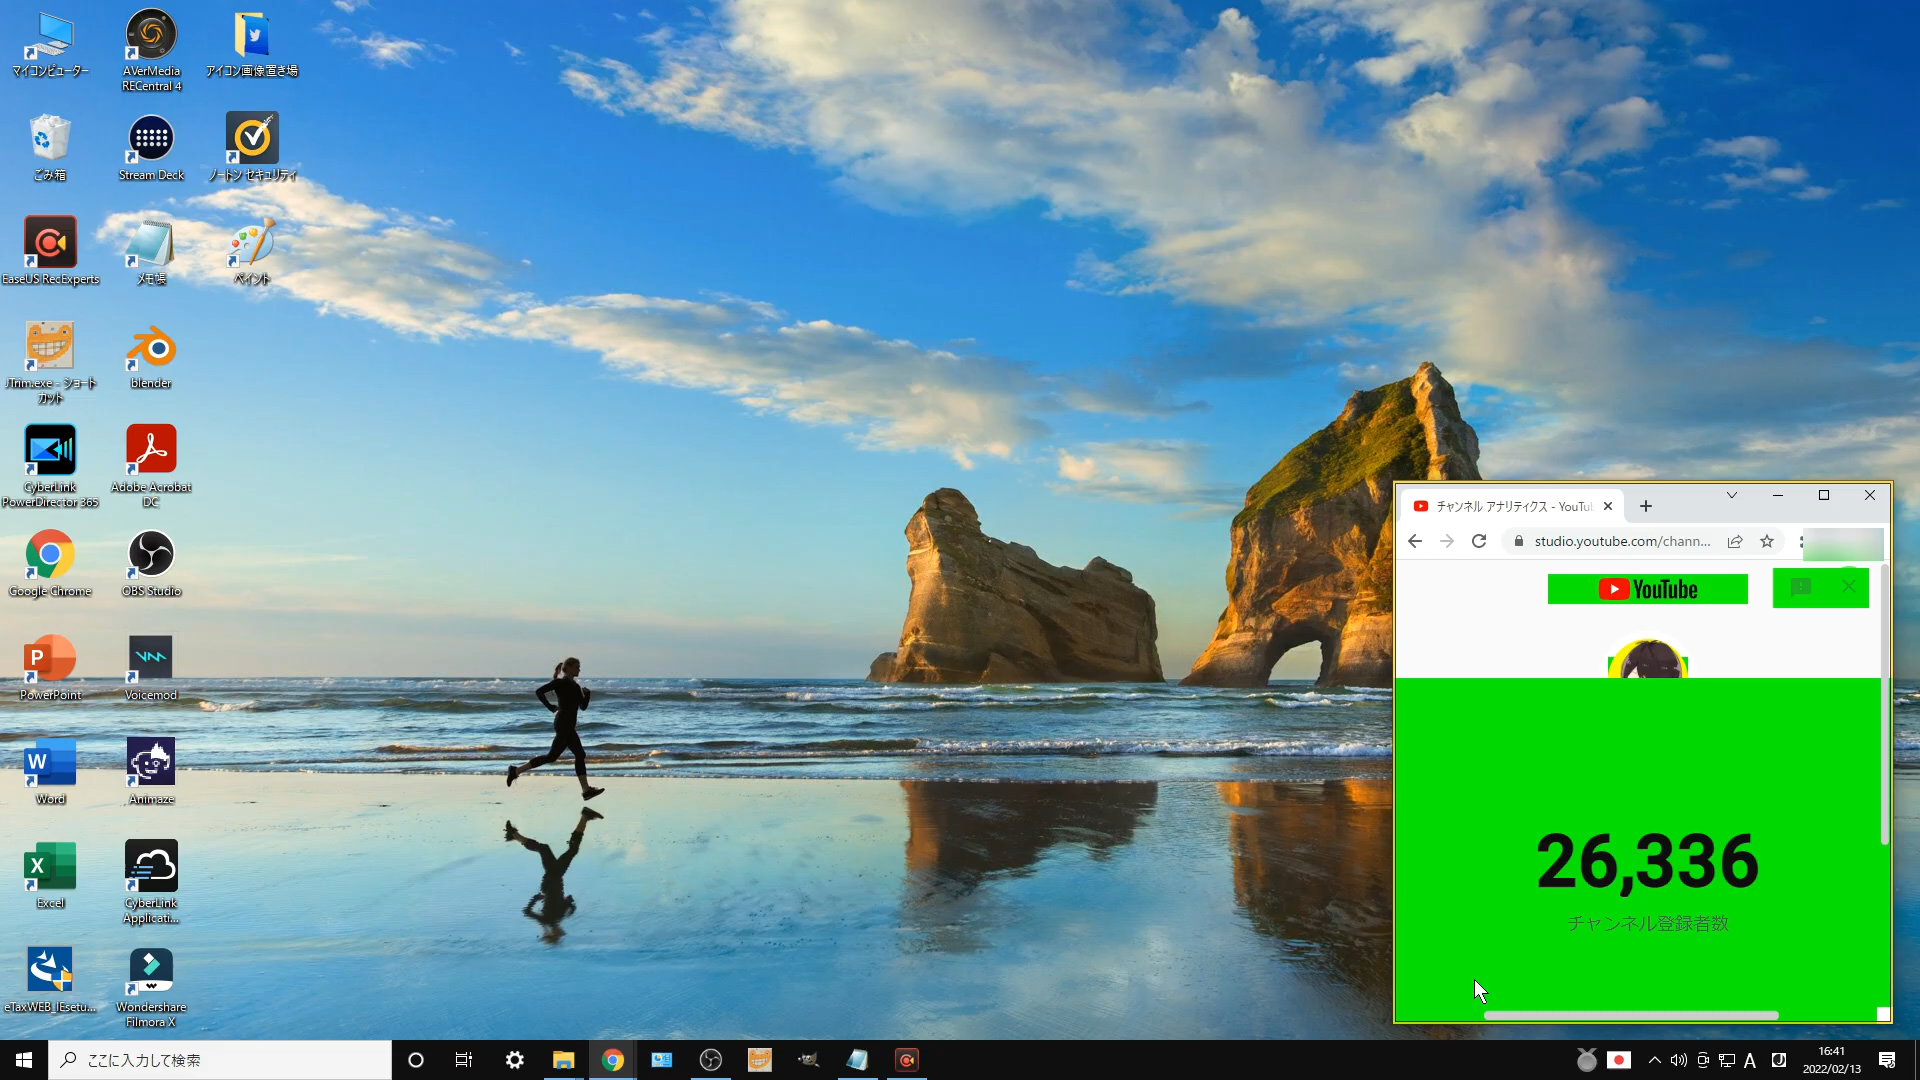 マイコンピューター
AVerMedia
RECentral 4
アイコン画像置き場
ごみ箱
Stream Deck
ノートン セキュリティ
EaseUS RecExperts
メモ帳
ペイント
JTrim.exe - ショート
カット
blender
CyberLink
PowerDirector 365
Adobe Acrobat
DC
Google Chrome
OBS Studio
PowerPoint
Voicemod
Word
Animaze
Excel
CyberLink
Applicati...
eTaxWEB_IEsetu...
Wondershare
Filmora X
チャンネル アナリティクス - YouTu
studio.youtube.com/chann...
YouTube
26,336
チャンネル登録者数
ここに入力して検索
A
16:41
2022/02/13